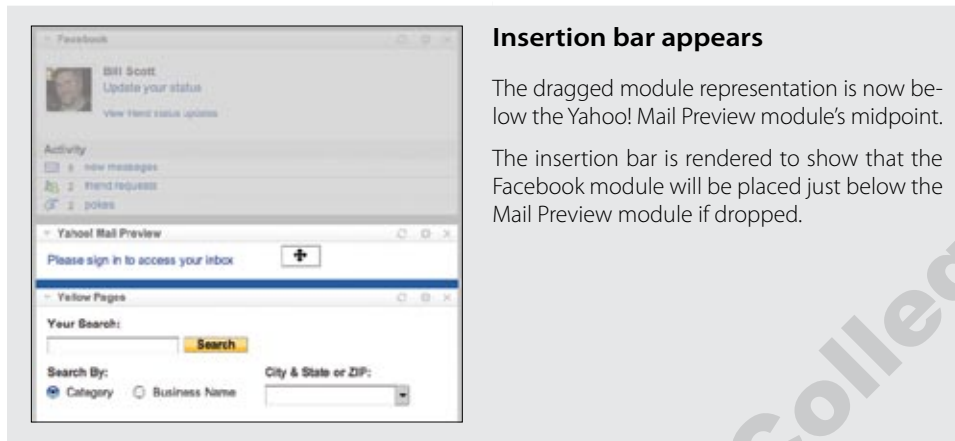 Facebook
Bill Scott
Update your status
View friend status updates
Activity
6 new messages
2 friend requests
2 pokes
Yahoo! Mail Preview
Please sign in to access your inbox
Yellow Pages
Your Search:
Search
Search By:
City & State or ZIP:
Category
Business Name
Insertion bar appears
The dragged module representation is now be-
low the Yahoo! Mail Preview module's midpoint.
The insertion bar is rendered to show that the
Facebook module will be placed just below the
Mail Preview module if dropped.